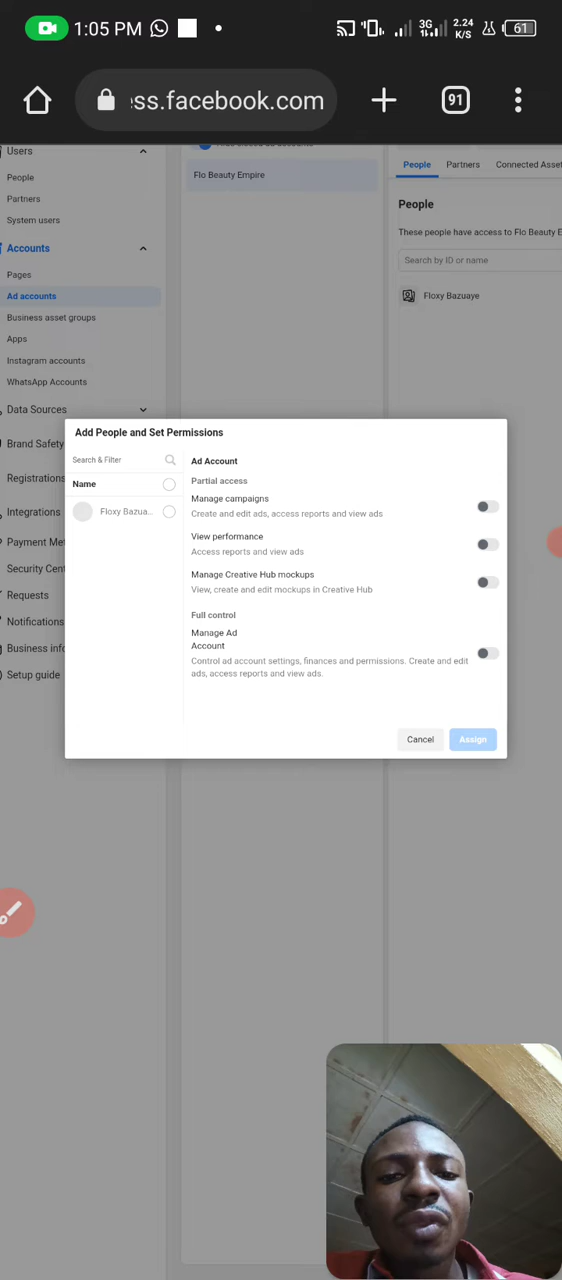 1:05 PM
3G
2.24
K/S
61
ess.facebook.com
91
Users
People
Partners
System users
Accounts
Pages
Ad accounts
Business asset groups
Apps
Instagram accounts
WhatsApp Accounts
Data Sources
Brand Safety
Registrations
Integrations
Payment Met
Security Cent
Requests
Notifications
Business info
Setup guide
Flo Beauty Empire
People
Partners
Connected Asset
People
These people have access to Flo Beauty E
Search by ID or name
Floxy Bazuaye
Add People and Set Permissions
Search & Filter
Name
Floxy Bazua...
Ad Account
Partial access
Manage campaigns
Create and edit ads, access reports and view ads
View performance
Access reports and view ads
Manage Creative Hub mockups
View, create and edit mockups in Creative Hub
Full control
Manage Ad
Account
Control ad account settings, finances and permissions. Create and edit
ads, access reports and view ads.
Cancel
Assign